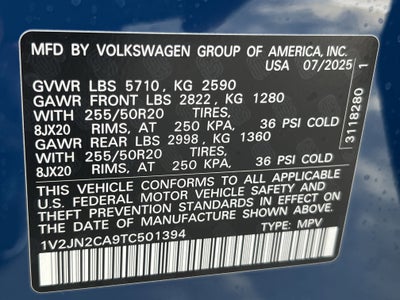 MFD BY VOLKSWAGEN GROUP OF AMERICA, INC.
USA 07/2025
GVWR LBS 5710, KG 2590
GAWR FRONT LBS 2822, KG 1280
WITH 255/50R20 TIRES,
8JX20 RIMS, AT 250 KPA, 36 PSI COLD
GAWR REAR LBS 2998, KG 1360
WITH 255/50R20 TIRES,
8JX20 RIMS, AT 250 KPA, 36 PSI COLD
THIS VEHICLE CONFORMS TO ALL APPLICABLE
U.S. FEDERAL MOTOR VEHICLE SAFETY AND
THEFT PREVENTION STANDARDS IN EFFECT ON THE
DATE OF MANUFACTURE SHOWN ABOVE.
1V2JN2CA9TC501394 TYPE: MPV
3118280 1